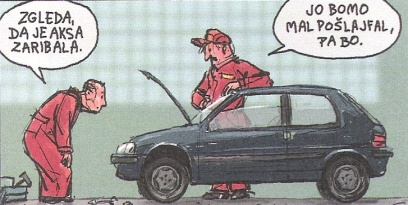 ZGLEDA,
DA JE AKSA
ZARIBALA.
JO BOMO
MAL POŠLAJFAL,
PA BO.